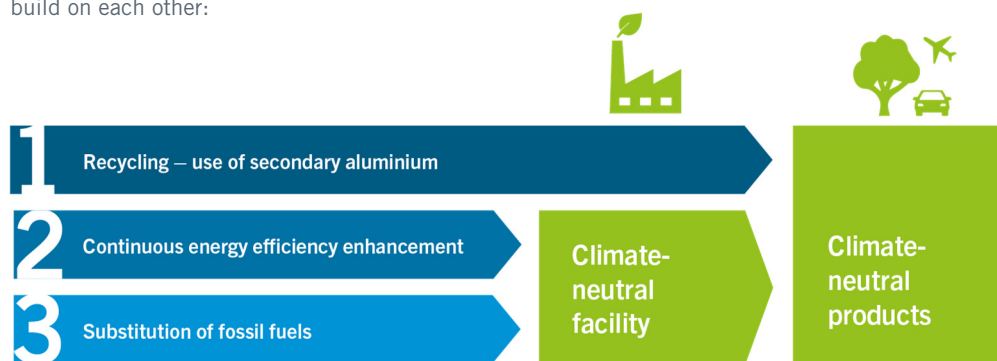 build on each other:
1 Recycling – use of secondary aluminium
2 Continuous energy efficiency enhancement
3 Substitution of fossil fuels
Climate-
neutral
facility
Climate-
neutral
products